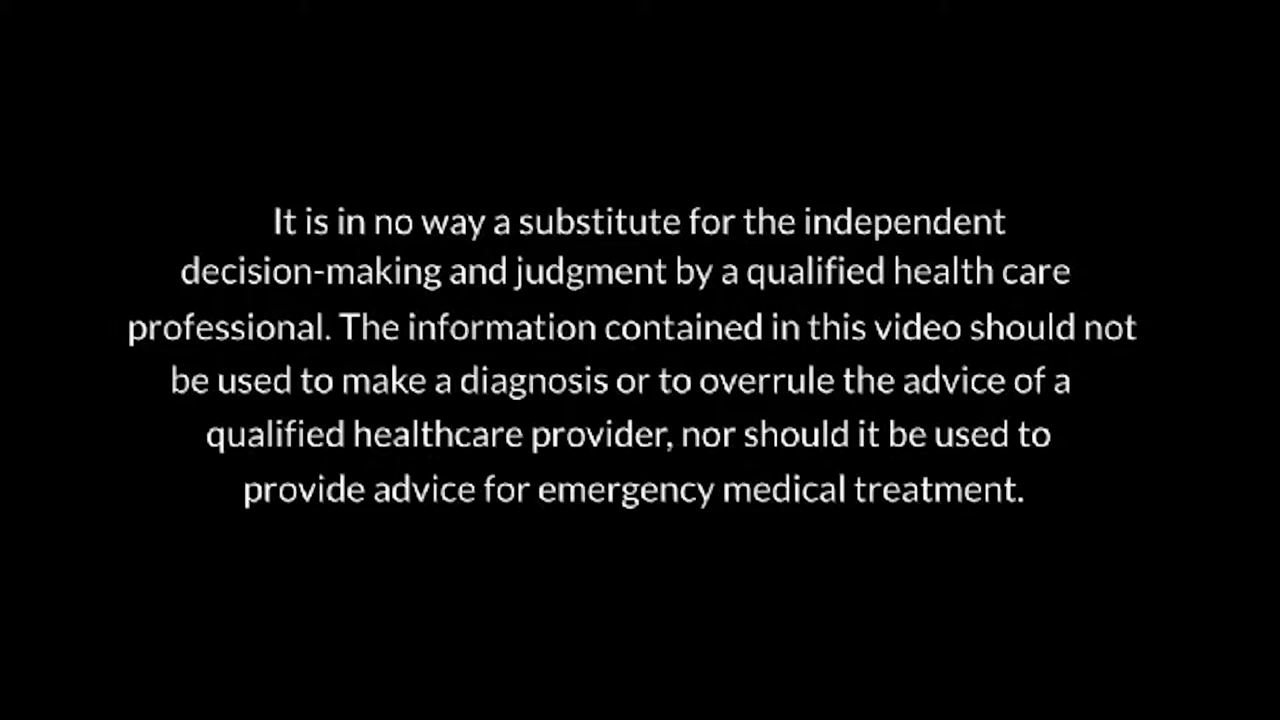 It is in no way a substitute for the independent
decision-making and judgment by a qualified health care
professional. The information contained in this video should not
be used to make a diagnosis or to overrule the advice of a
qualified healthcare provider, nor should it be used to
provide advice for emergency medical treatment.